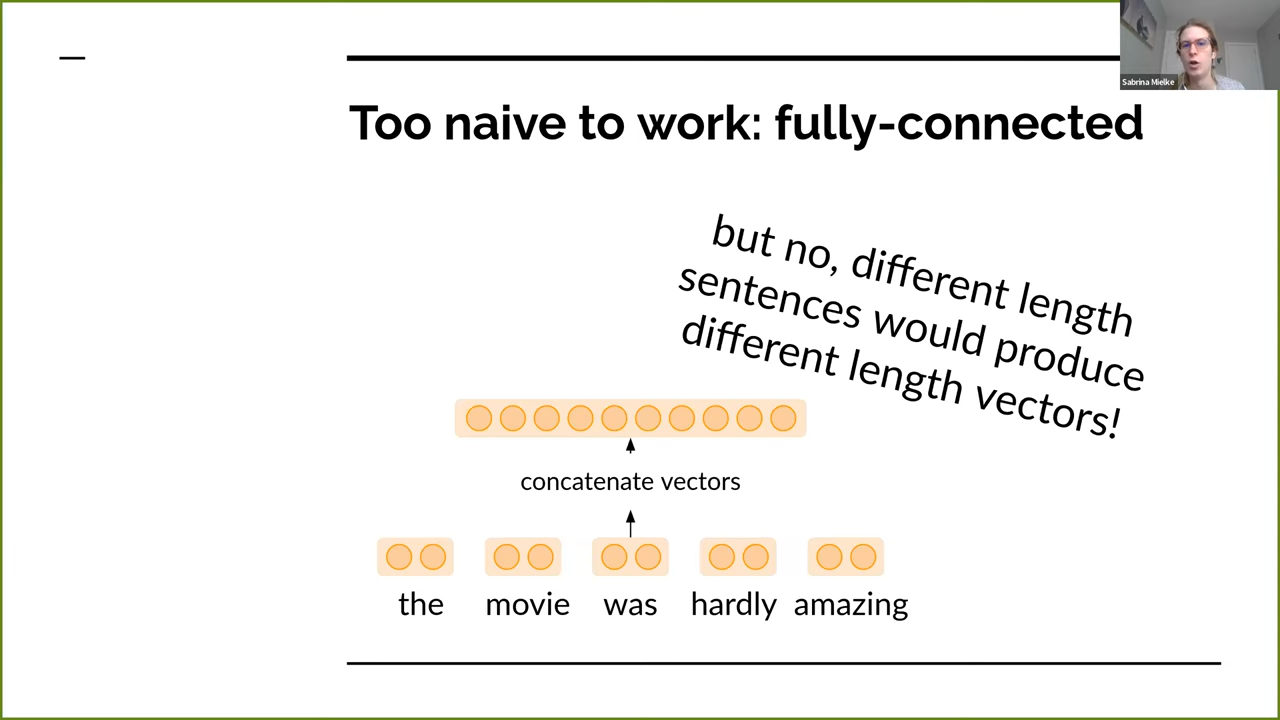 Sabrina Mielke
Too naive to work: fully-connected
but no, different length
sentences would produce
different length vectors!
concatenate vectors
the movie was hardly amazing